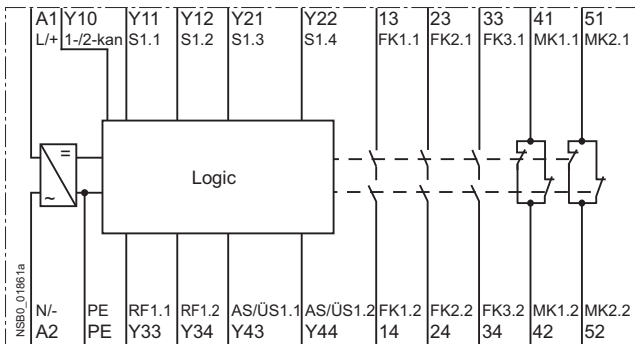 A1 Y10 Y11 Y12 Y21 Y22 13 23 33 41 51
L/+ 1-/2-kan S1.1 S1.2 S1.3 S1.4 FK1.1 FK2.1 FK3.1 MK1.1 MK2.1
=
~
Logic
NSB0_01861a
N/- PE RF1.1 RF1.2 AS/ÜS1.1 AS/ÜS1.2 FK1.2 FK2.2 FK3.2 MK1.2 MK2.2
A2 PE Y33 Y34 Y43 Y44 14 24 34 42 52